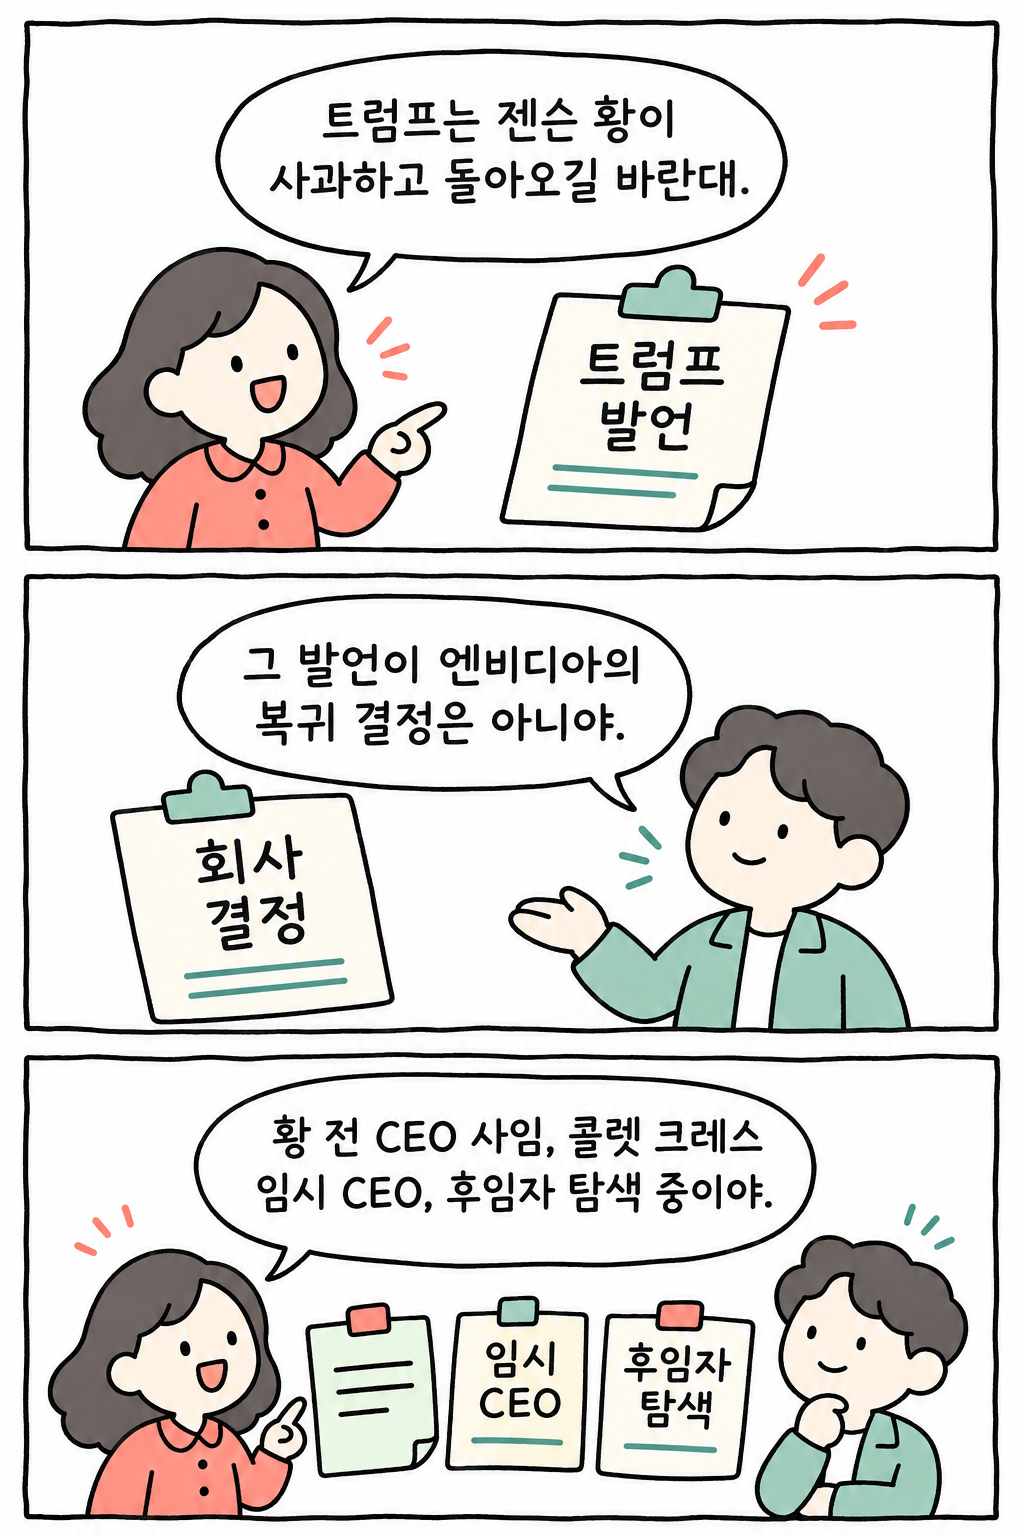 트럼프는 젠슨 황이
사과하고 돌아오길 바란대.
트럼프
발언
그 발언이 엔비디아의
복귀 결정은 아니야.
회사
결정
황 전 CEO 사임, 콜렛 크레스
임시 CEO, 후임자 탐색 중이야.
임시
CEO
후임자
탐색